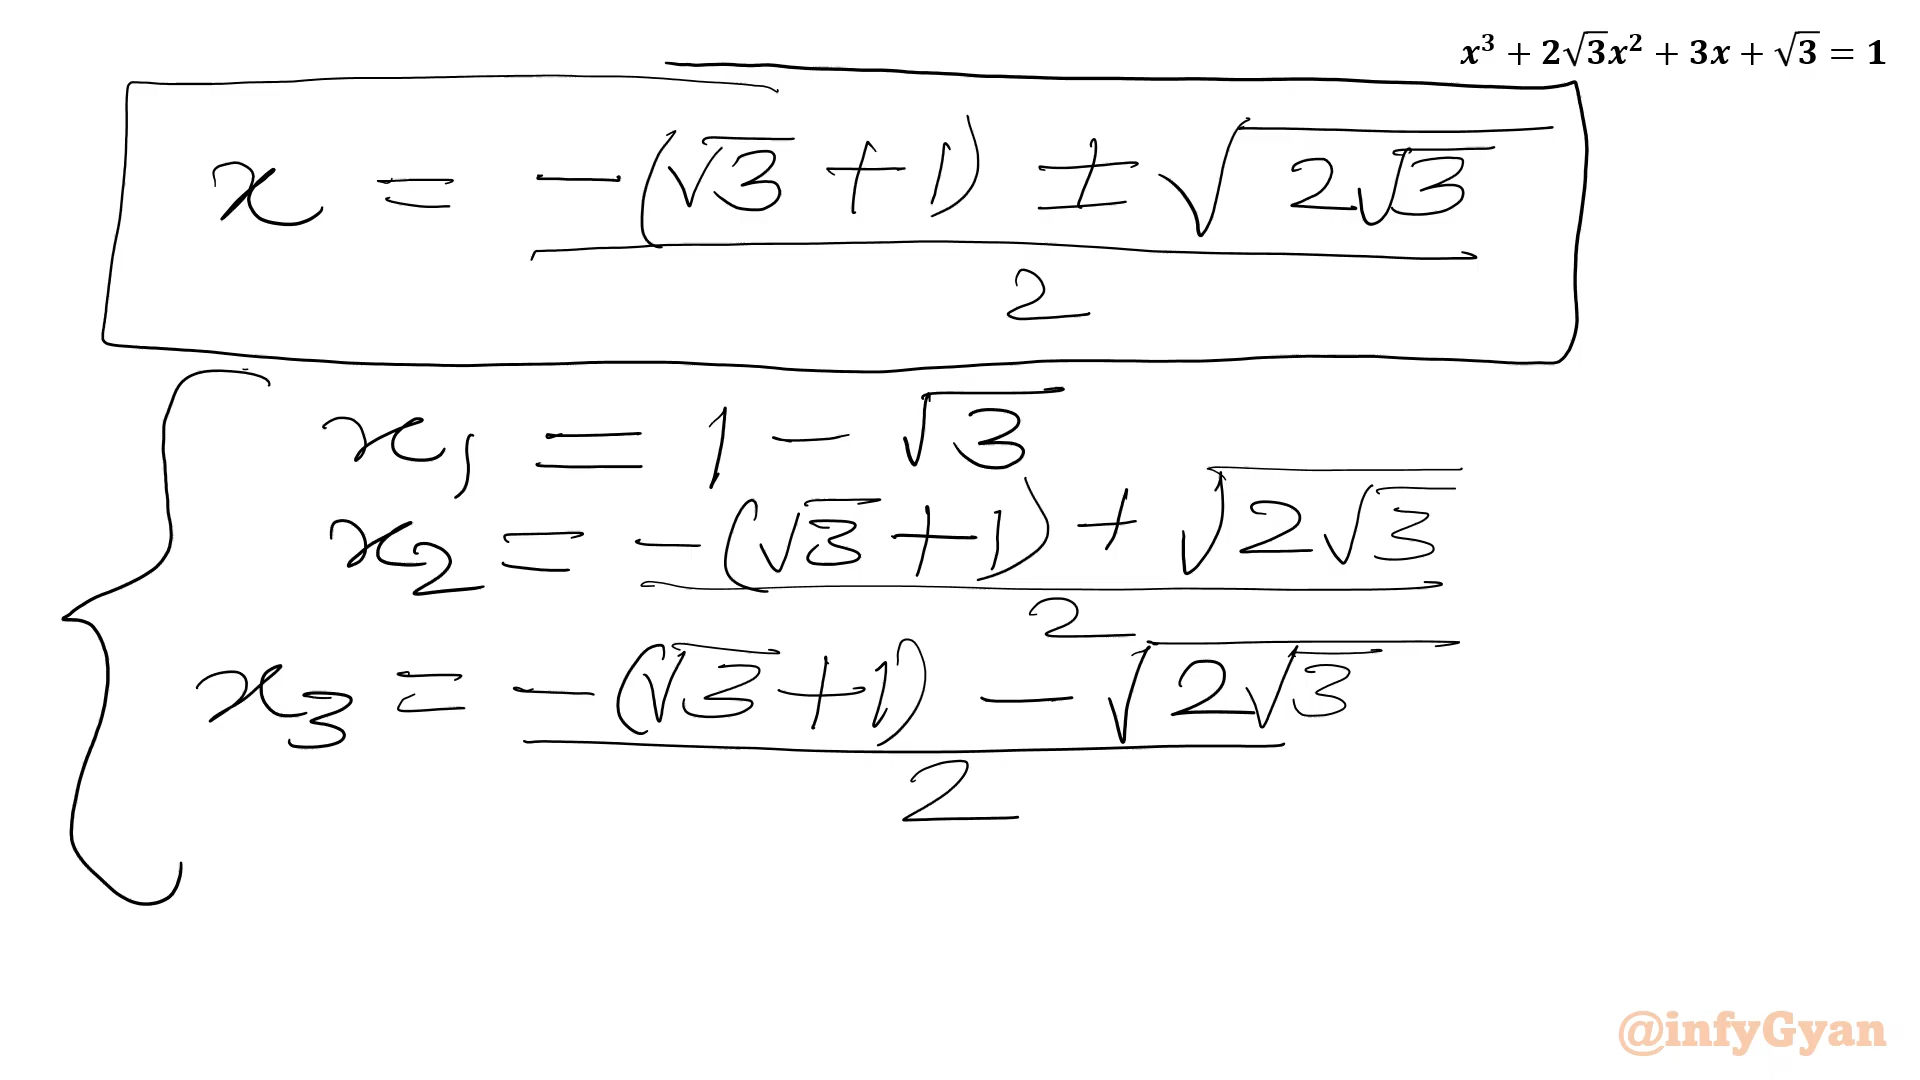 x³ + 2√3x² + 3x + √3 = 1
x = (-(√3 + 1) ± √(2√3)) / 2
x₁ = 1 - √3
x₂ = (-(√3 + 1) + √(2√3)) / 2
x₃ = (-(√3 + 1) - √(2√3)) / 2
@infyGyan